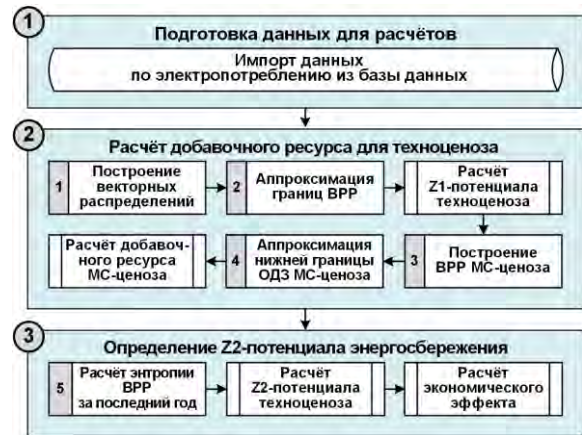 1
Подготовка данных для расчётов
Импорт данных
по электропотреблению из базы данных
2
Расчёт добавочного ресурса для техноценоза
1
Построение
векторных
распределений
2
Аппроксимация
границ ВРР
Расчёт
Z1-потенциала
техноценоза
Расчёт добавоч-
ного ресурса
МС-ценоза
4
Аппроксимация
нижней границы
ОДЗ МС-ценоза
3
Построение
ВРР МС-ценоза
3
Определение Z2-потенциала энергосбережения
5
Расчёт энтропии
ВРР
за последний год
Расчёт
Z2-потенциала
техноценоза
Расчёт
экономического
эффекта